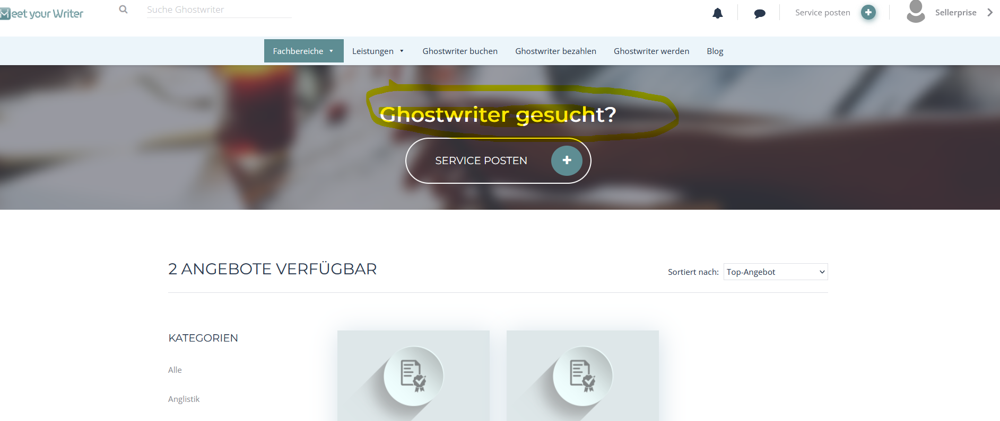 Meet your Writer
Suche Ghostwriter
Service posten
Sellerprise
Fachbereiche
Leistungen
Ghostwriter buchen
Ghostwriter bezahlen
Ghostwriter werden
Blog
Ghostwriter gesucht?
SERVICE POSTEN
2 ANGEBOTE VERFÜGBAR
Sortiert nach: Top-Angebot
KATEGORIEN
Alle
Anglistik